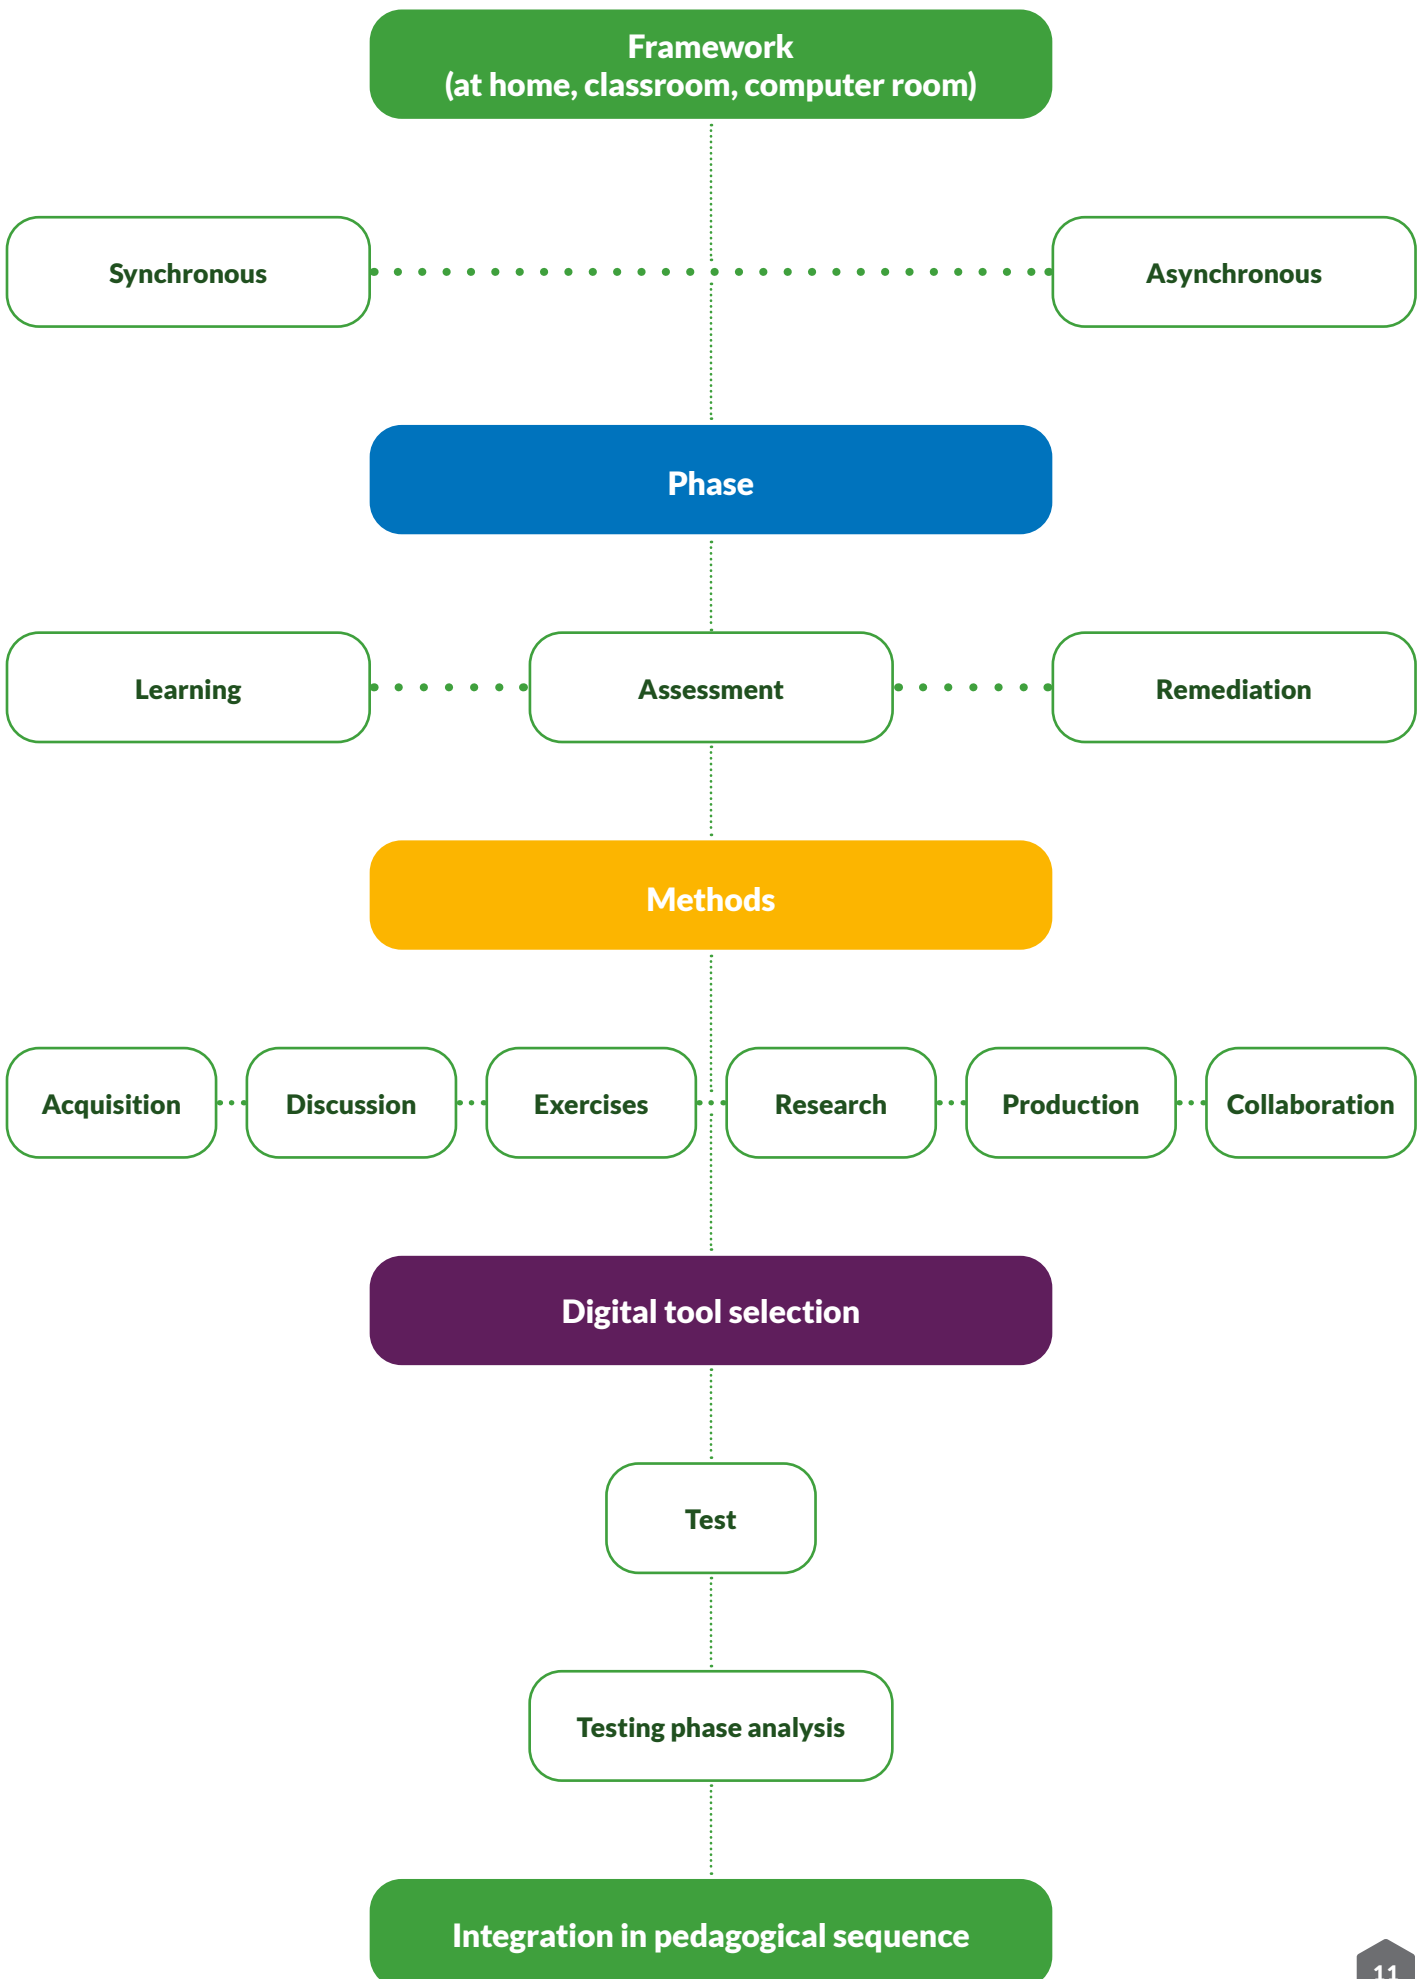 Framework
(at home, classroom, computer room)
Synchronous
Asynchronous
Phase
Learning
Assessment
Remediation
Methods
Acquisition
Discussion
Exercises
Research
Production
Collaboration
Digital tool selection
Test
Testing phase analysis
Integration in pedagogical sequence
11